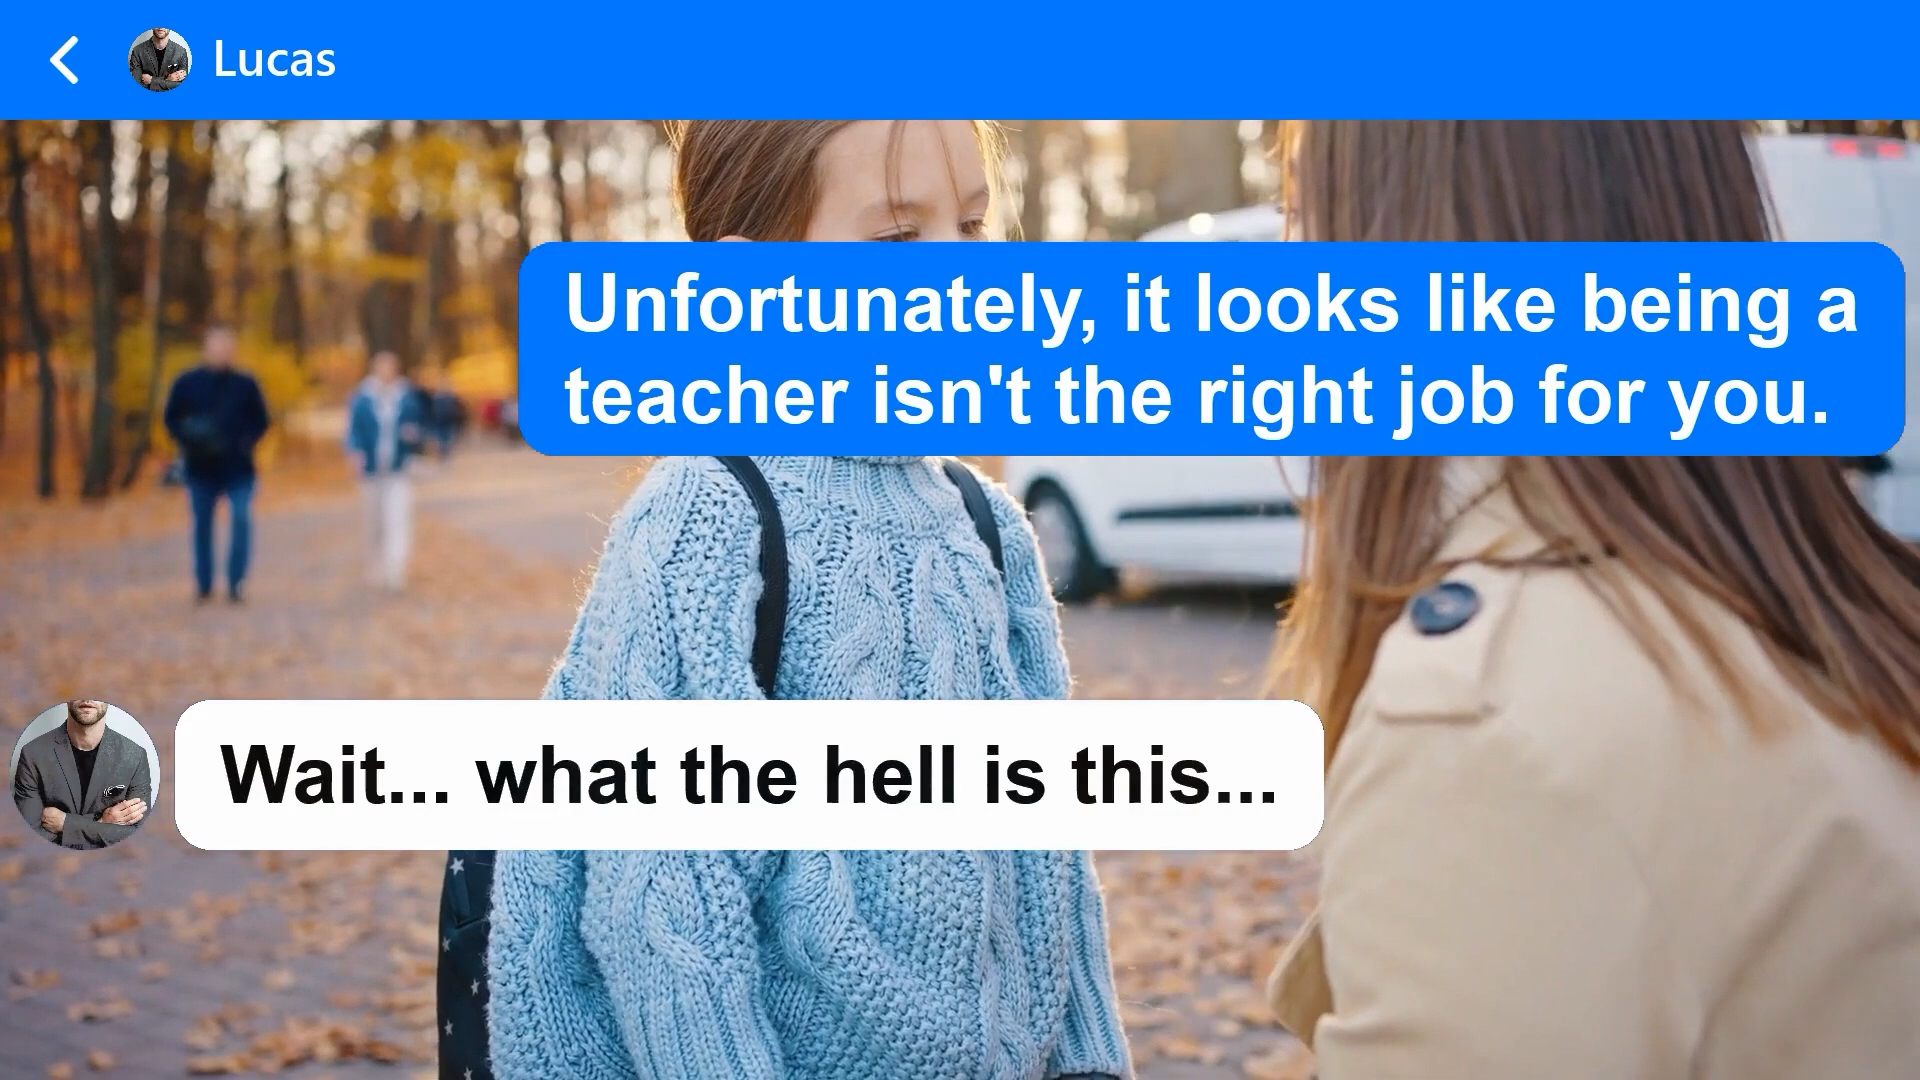 Lucas
Unfortunately, it looks like being a
teacher isn't the right job for you.
Wait... what the hell is this...